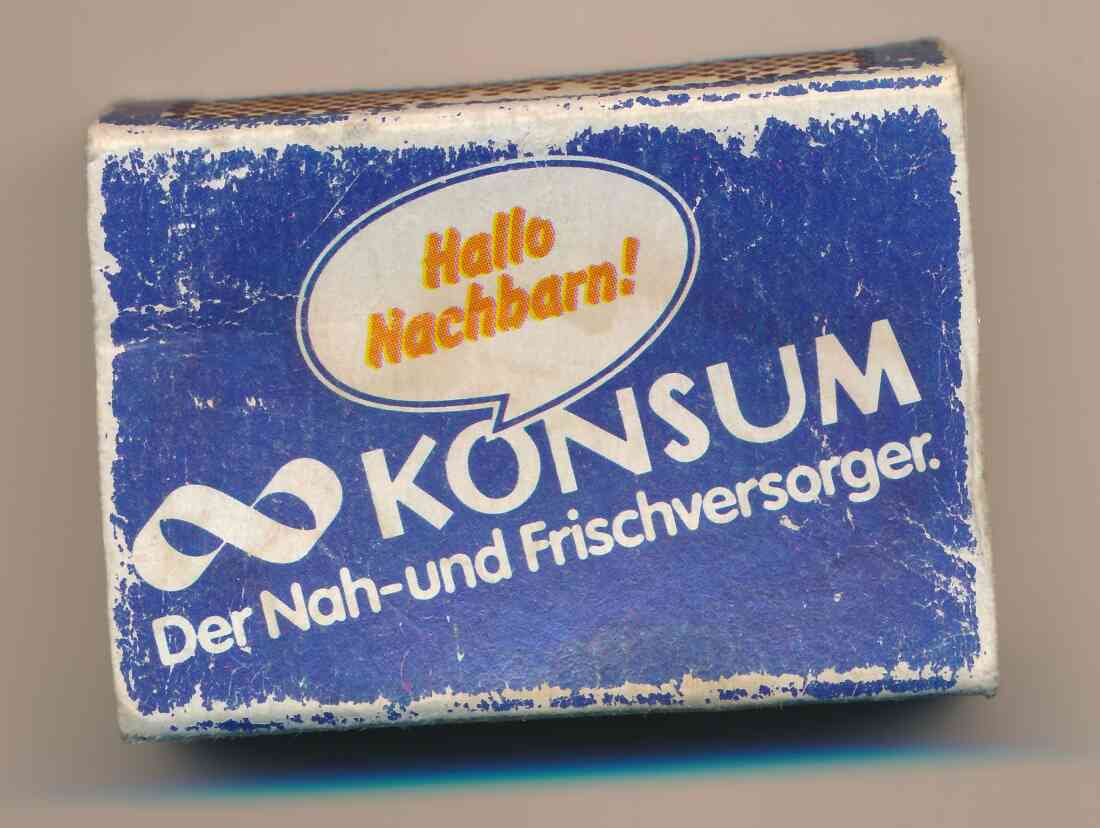 Hallo
Nachbarn!
KONSUM
Der Nah-und Frischversorger.